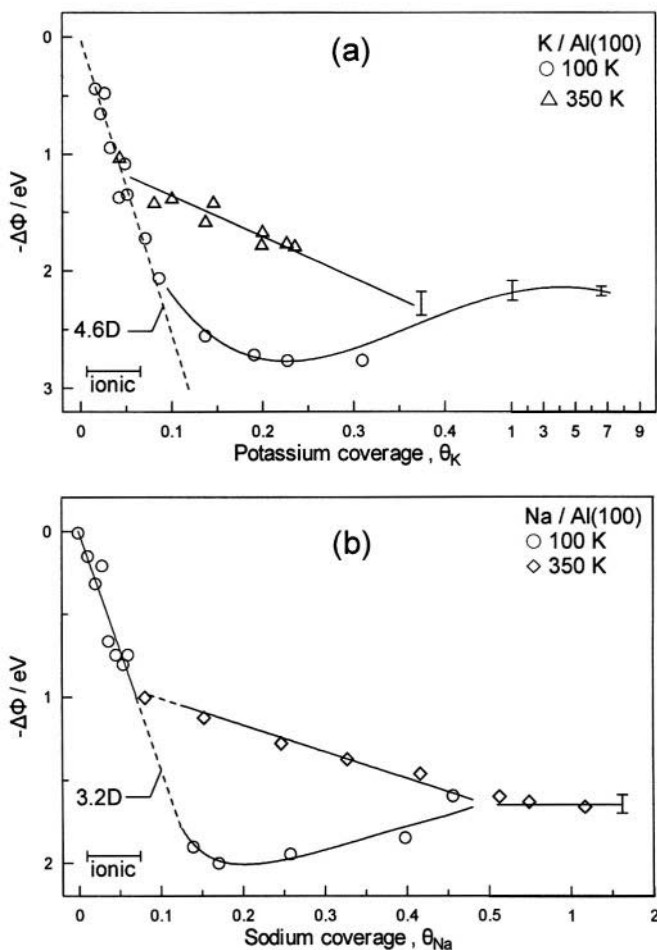 (a)
K / Al(100)
100 K
350 K
0
1
2
3
-ΔΦ / eV
4.6D
ionic
0 0.1 0.2 0.3 0.4 1 3 5 7 9
Potassium coverage , θK
(b)
Na / Al(100)
100 K
350 K
0
1
2
-ΔΦ / eV
3.2D
ionic
0 0.1 0.2 0.3 0.4 0.5 1 2
Sodium coverage, θNa